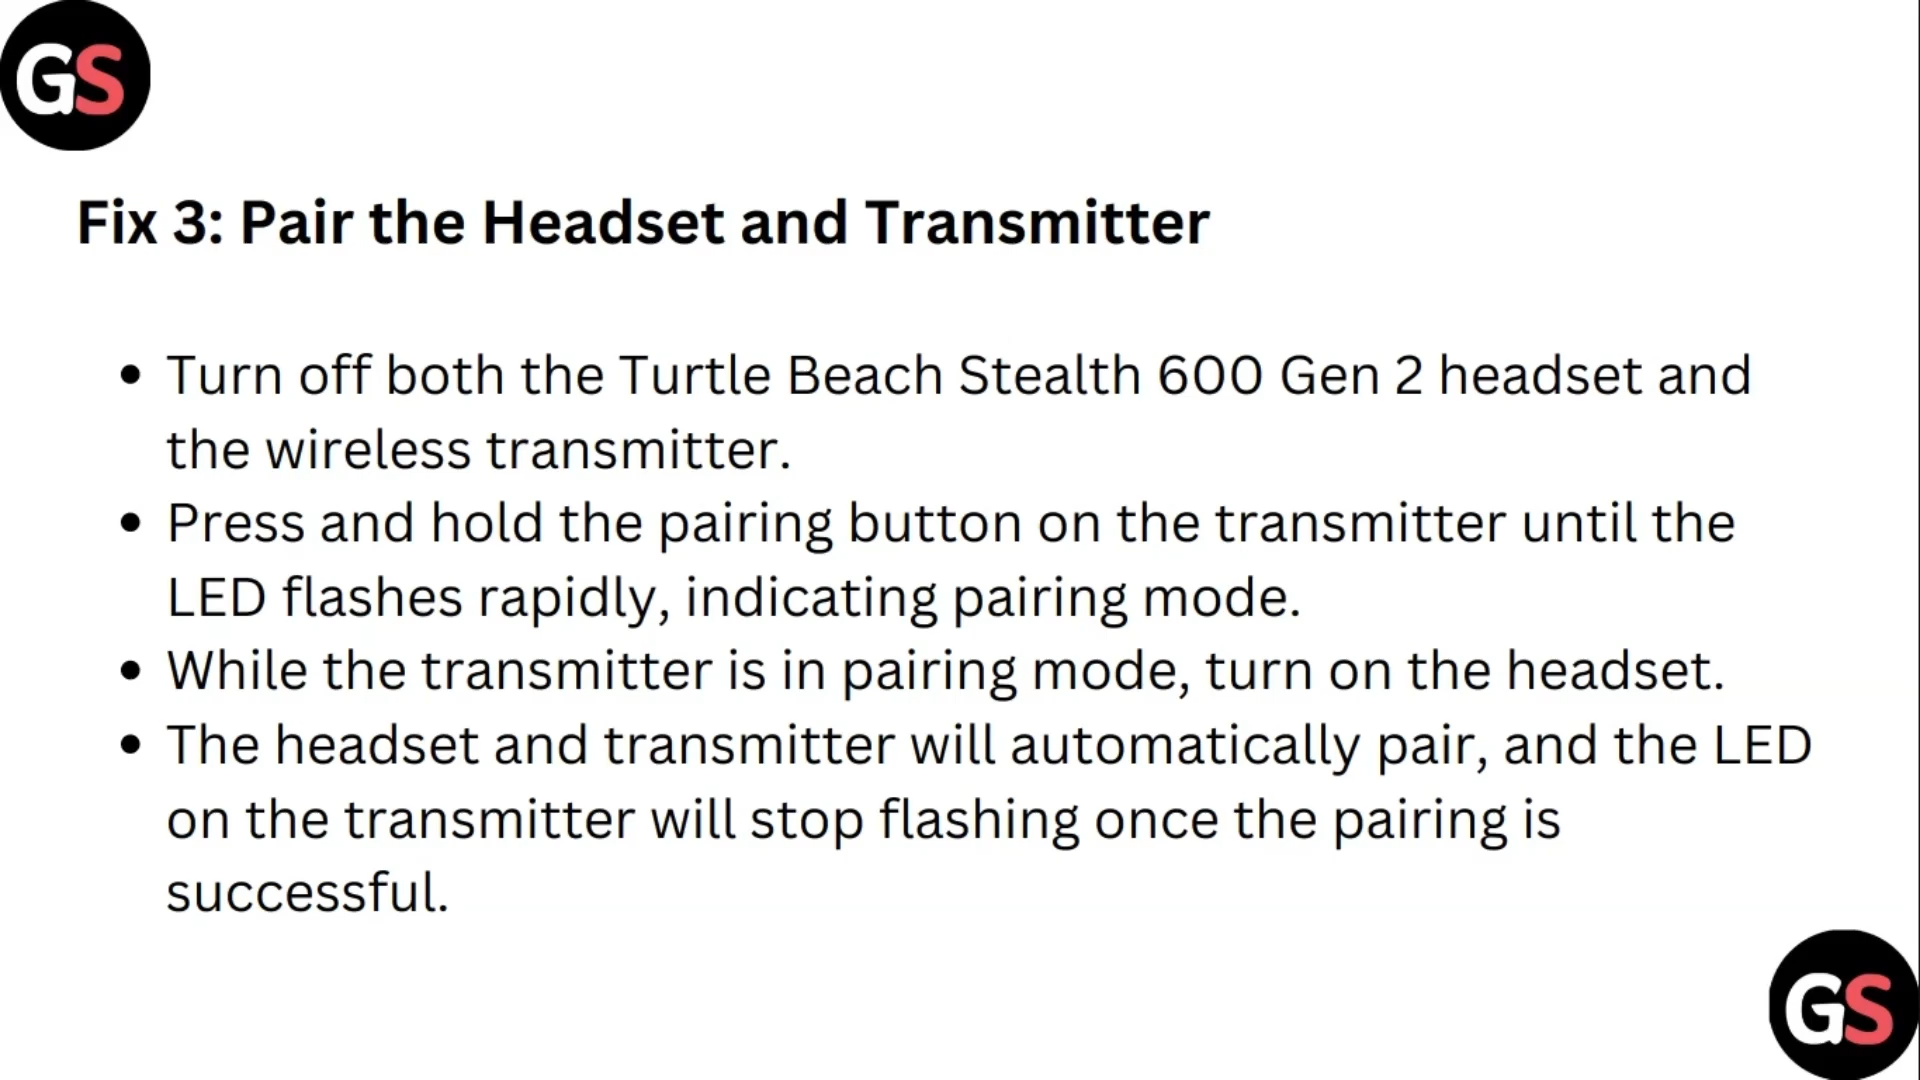 GS
Fix 3: Pair the Headset and Transmitter
• Turn off both the Turtle Beach Stealth 600 Gen 2 headset and
the wireless transmitter.
• Press and hold the pairing button on the transmitter until the
LED flashes rapidly, indicating pairing mode.
• While the transmitter is in pairing mode, turn on the headset.
• The headset and transmitter will automatically pair, and the LED
on the transmitter will stop flashing once the pairing is
successful.
GS